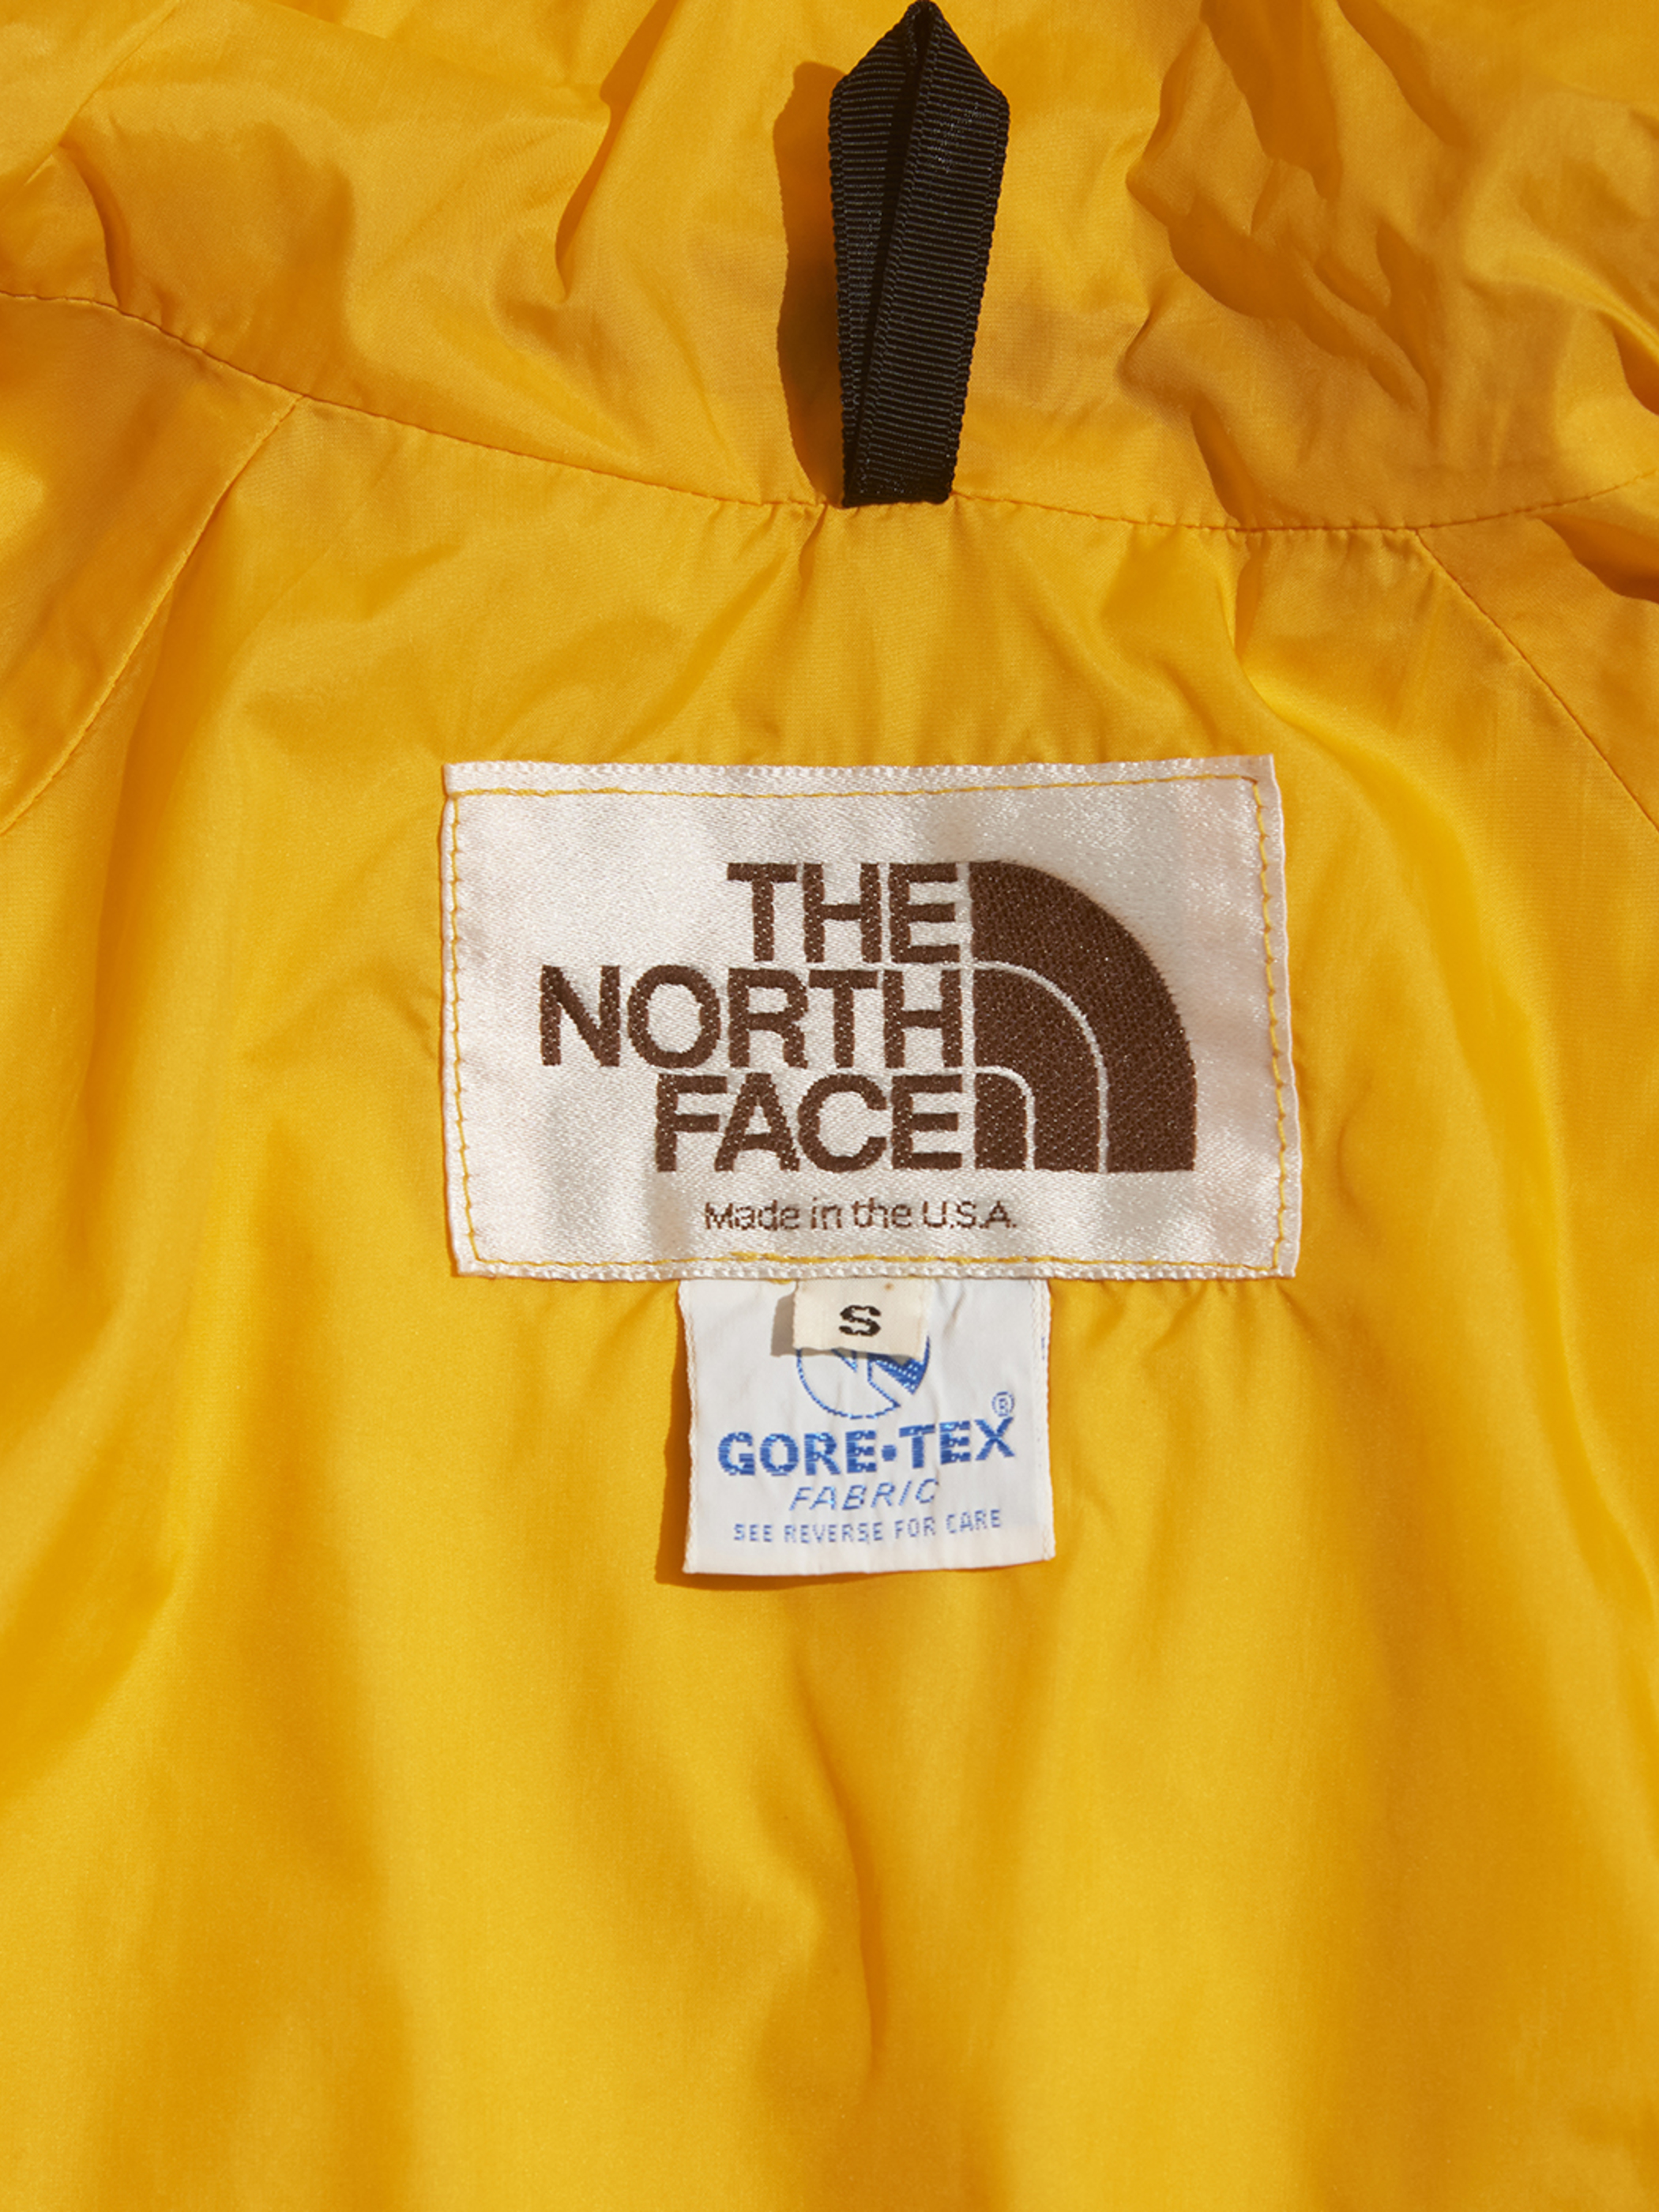 THE
NORTH
FACE
Made in the U.S.A.
S
GORE-TEX®
FABRIC
SEE REVERSE FOR CARE